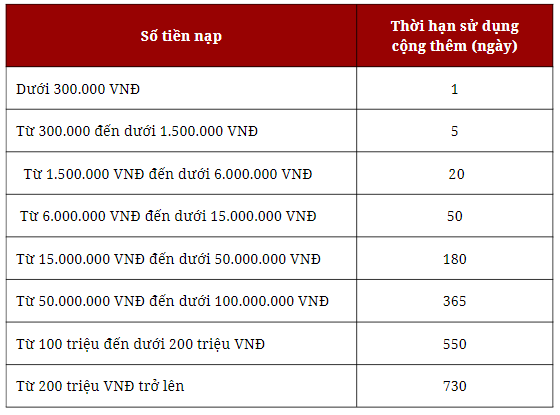 Số tiền nạp
Thời hạn sử dụng
cộng thêm (ngày)
Dưới 300.000 VNĐ
1
Từ 300.000 đến dưới 1.500.000 VNĐ
5
Từ 1.500.000 VNĐ đến dưới 6.000.000 VNĐ
20
Từ 6.000.000 VNĐ đến dưới 15.000.000 VNĐ
50
Từ 15.000.000 VNĐ đến dưới 50.000.000 VNĐ
180
Từ 50.000.000 VNĐ đến dưới 100.000.000 VNĐ
365
Từ 100 triệu đến dưới 200 triệu VNĐ
550
Từ 200 triệu VNĐ trở lên
730